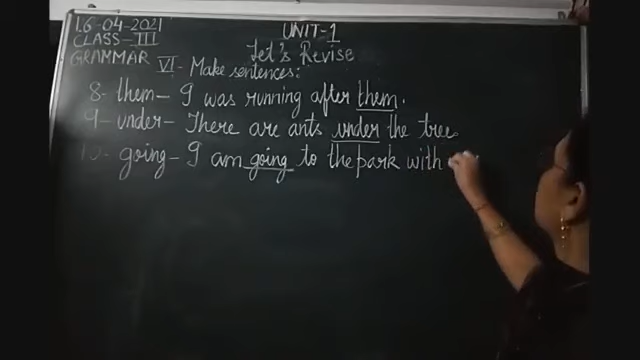 16-04-2021
UNIT-1
CLASS-III
Let's Revise
GRAMMAR VI- Make sentences:
8- them- I was running after them.
9- under- There are ants under the tree.
10- going- I am going to the park with